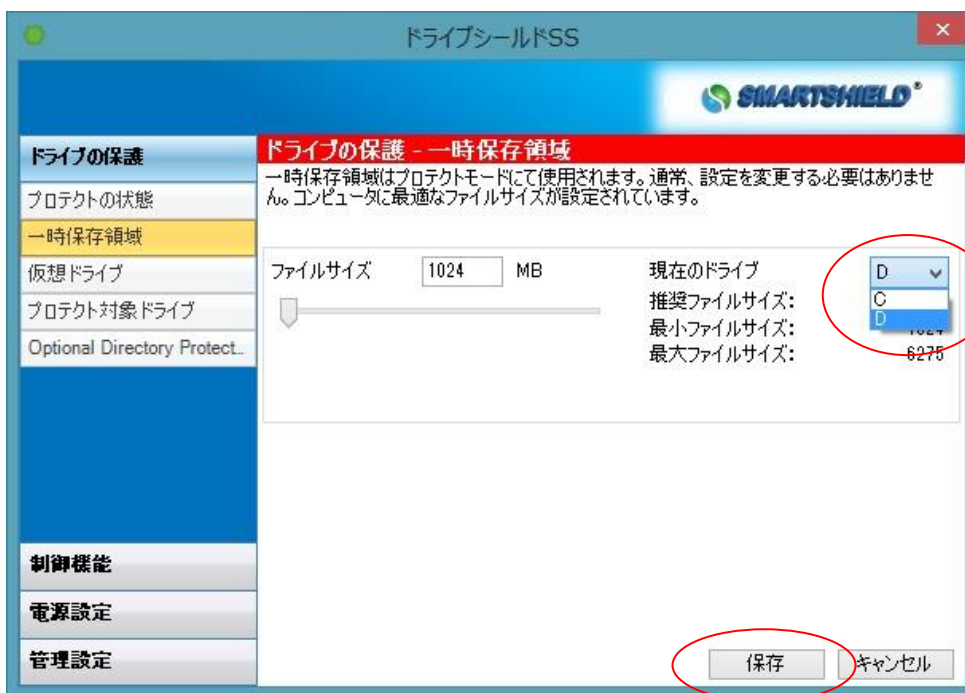 ドライブシールドSS
SMARTSHIELD®
ドライブの保護
プロテクトの状態
一時保存領域
仮想ドライブ
プロテクト対象ドライブ
Optional Directory Protect..
制御機能
電源設定
管理設定
ドライブの保護 - 一時保存領域
一時保存領域はプロテクトモードにて使用されます。通常、設定を変更する必要はありませ
ん。コンピュータに最適なファイルサイズが設定されています。
ファイルサイズ 1024 MB
現在のドライブ D
C
D
推奨ファイルサイズ:
最小ファイルサイズ: 1024
最大ファイルサイズ: 6275
保存 キャンセル